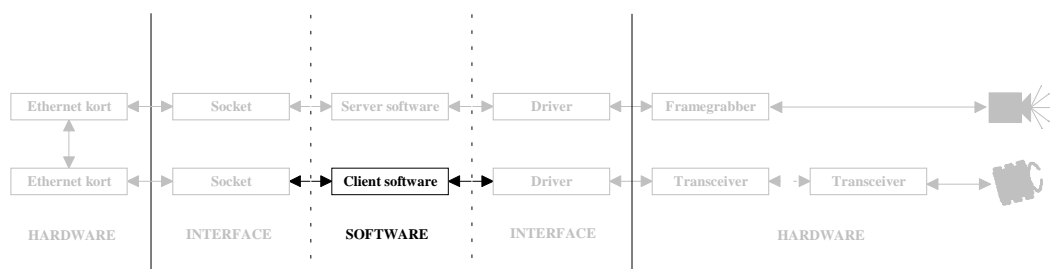 Ethernet kort Socket Server software Driver Framegrabber
Ethernet kort Socket Client software Driver Transceiver Transceiver
HARDWARE INTERFACE SOFTWARE INTERFACE HARDWARE